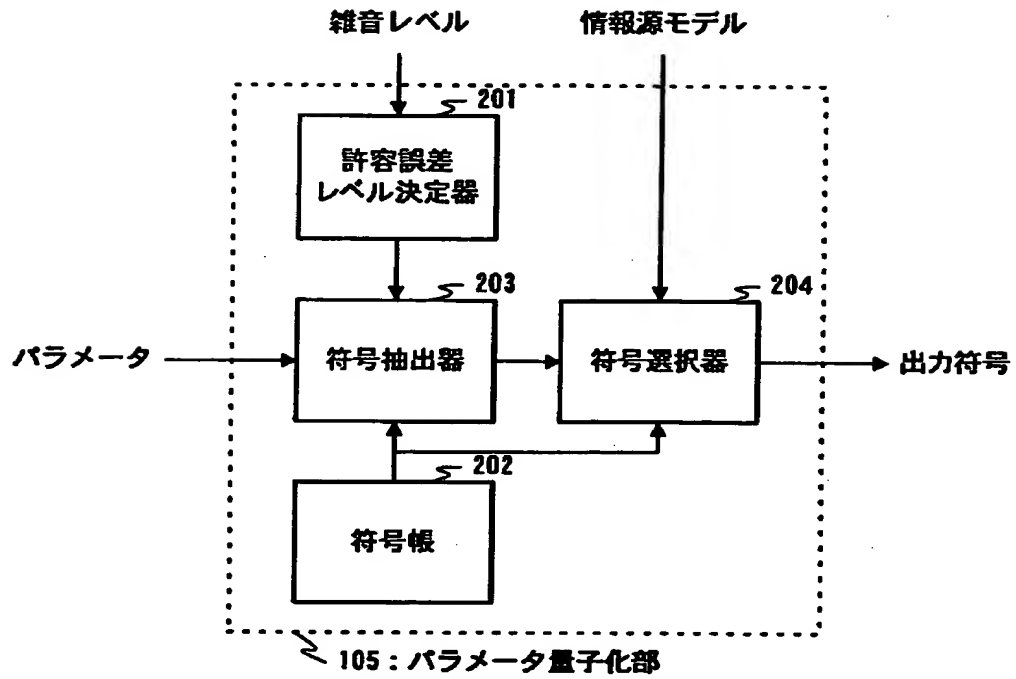 雑音レベル
情報源モデル
201
許容誤差
レベル決定器
203
204
パラメータ
符号抽出器
符号選択器
出力符号
202
符号帳
105:パラメータ量子化部